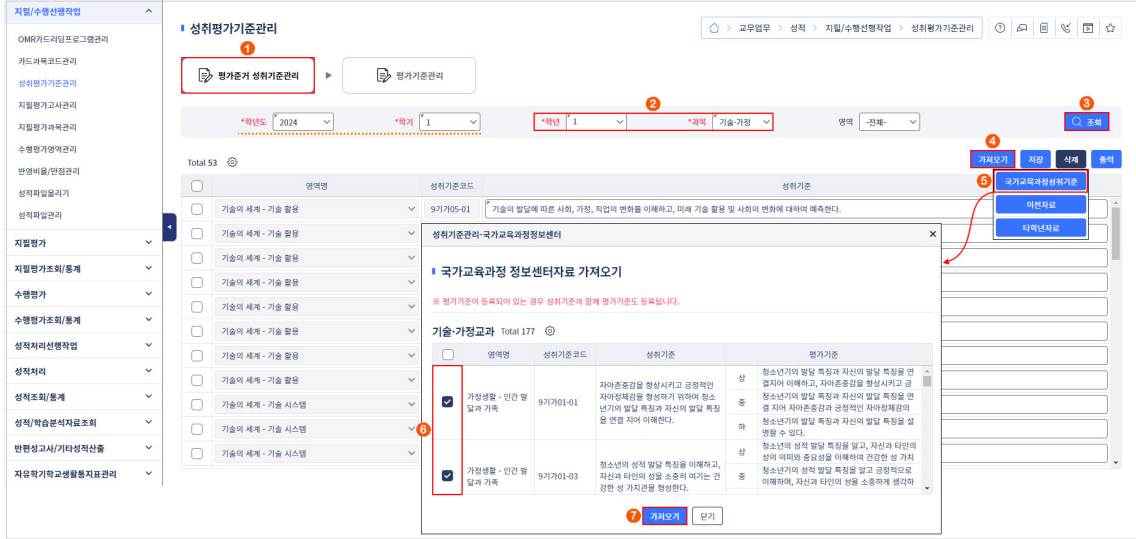 지필/수행선행작업
OMR카드리딩프로그램관리
카드과목코드관리
성취평가기준관리
지필평가고사관리
지필평가과목관리
수행평가영역관리
반영비율/만점관리
성적파일올리기
성적파일관리
지필평가
지필평가조회/통계
수행평가
수행평가조회/통계
성적처리선행작업
성적처리
성적조회/통계
성적/학습분석자료조회
반편성고사/기타성적산출
자유학기학교생활통지표관리
성취평가기준관리
> 교무업무 > 성적 > 지필/수행선행작업 > 성취평가기준관리
1
평가준거 성취기준관리 ▶ 평가기준관리
2
3
*학년도 2024 *학기 1 *학년 1 *과목 기술·가정 영역 -전체- 조회
4
Total 53 가져오기 저장 삭제 출력
영역명 성취기준코드 성취기준
5 국가교육과정성취기준
이전자료
타학년자료
기술의 세계 - 기술 활용 9기가05-01 기술의 발달에 따른 사회, 가정, 직업의 변화를 이해하고, 미래 기술 활용 및 사회의 변화에 대하여 예측한다.
기술의 세계 - 기술 활용
기술의 세계 - 기술 활용
기술의 세계 - 기술 활용
기술의 세계 - 기술 활용
기술의 세계 - 기술 활용
기술의 세계 - 기술 활용
기술의 세계 - 기술 활용
기술의 세계 - 기술 시스템
기술의 세계 - 기술 시스템
기술의 세계 - 기술 시스템
성취기준관리-국가교육과정정보센터 ×
국가교육과정 정보센터자료 가져오기
※ 평가기준이 등록되어 있는 경우 성취기준과 함께 평가기준도 등록됩니다.
기술·가정교과 Total 177
영역명 성취기준코드 성취기준 평가기준
6
가정생활 - 인간 발
달과 가족
9기가01-01
자아존중감을 향상시키고 긍정적인
자아정체감을 형성하기 위하여 청소
년기의 발달 특징과 자신의 발달 특징
을 연결 지어 이해한다.
상
청소년기의 발달 특징과 자신의 발달 특징을 연
결지어 이해하고, 자아존중감을 향상시키고 긍
중
청소년기의 발달 특징과 자신의 발달 특징을 연
결 지어 자아존중감과 긍정적인 자아정체감의
하
청소년기의 발달 특징과 자신의 발달 특징을 설
명할 수 있다.
가정생활 - 인간 발
달과 가족
9기가01-03
청소년의 성적 발달 특징을 이해하고,
자신과 타인의 성을 소중히 여기는 건
강한 성 가치관을 형성한다.
상
청소년의 성적 발달 특징을 알고, 자신과 타인의
성의 의미와 중요성을 이해하여 건강한 성 가치
중
청소년기의 성적 발달 특징을 알고 긍정적으로
이해하며, 자신과 타인의 성을 소중하게 생각하
7 가져오기 닫기